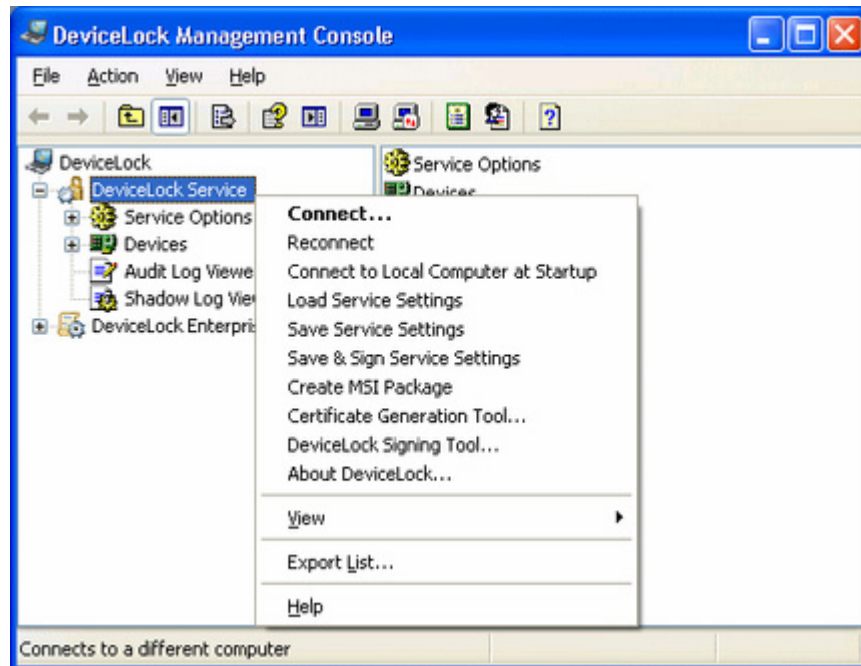 DeviceLock Management Console
File Action View Help
DeviceLock
DeviceLock Service
Service Options
Devices
Audit Log Viewe
Shadow Log Vie
DeviceLock Enterpri
Service Options
Devices
Connect...
Reconnect
Connect to Local Computer at Startup
Load Service Settings
Save Service Settings
Save & Sign Service Settings
Create MSI Package
Certificate Generation Tool...
DeviceLock Signing Tool...
About DeviceLock...
View
Export List...
Help
Connects to a different computer